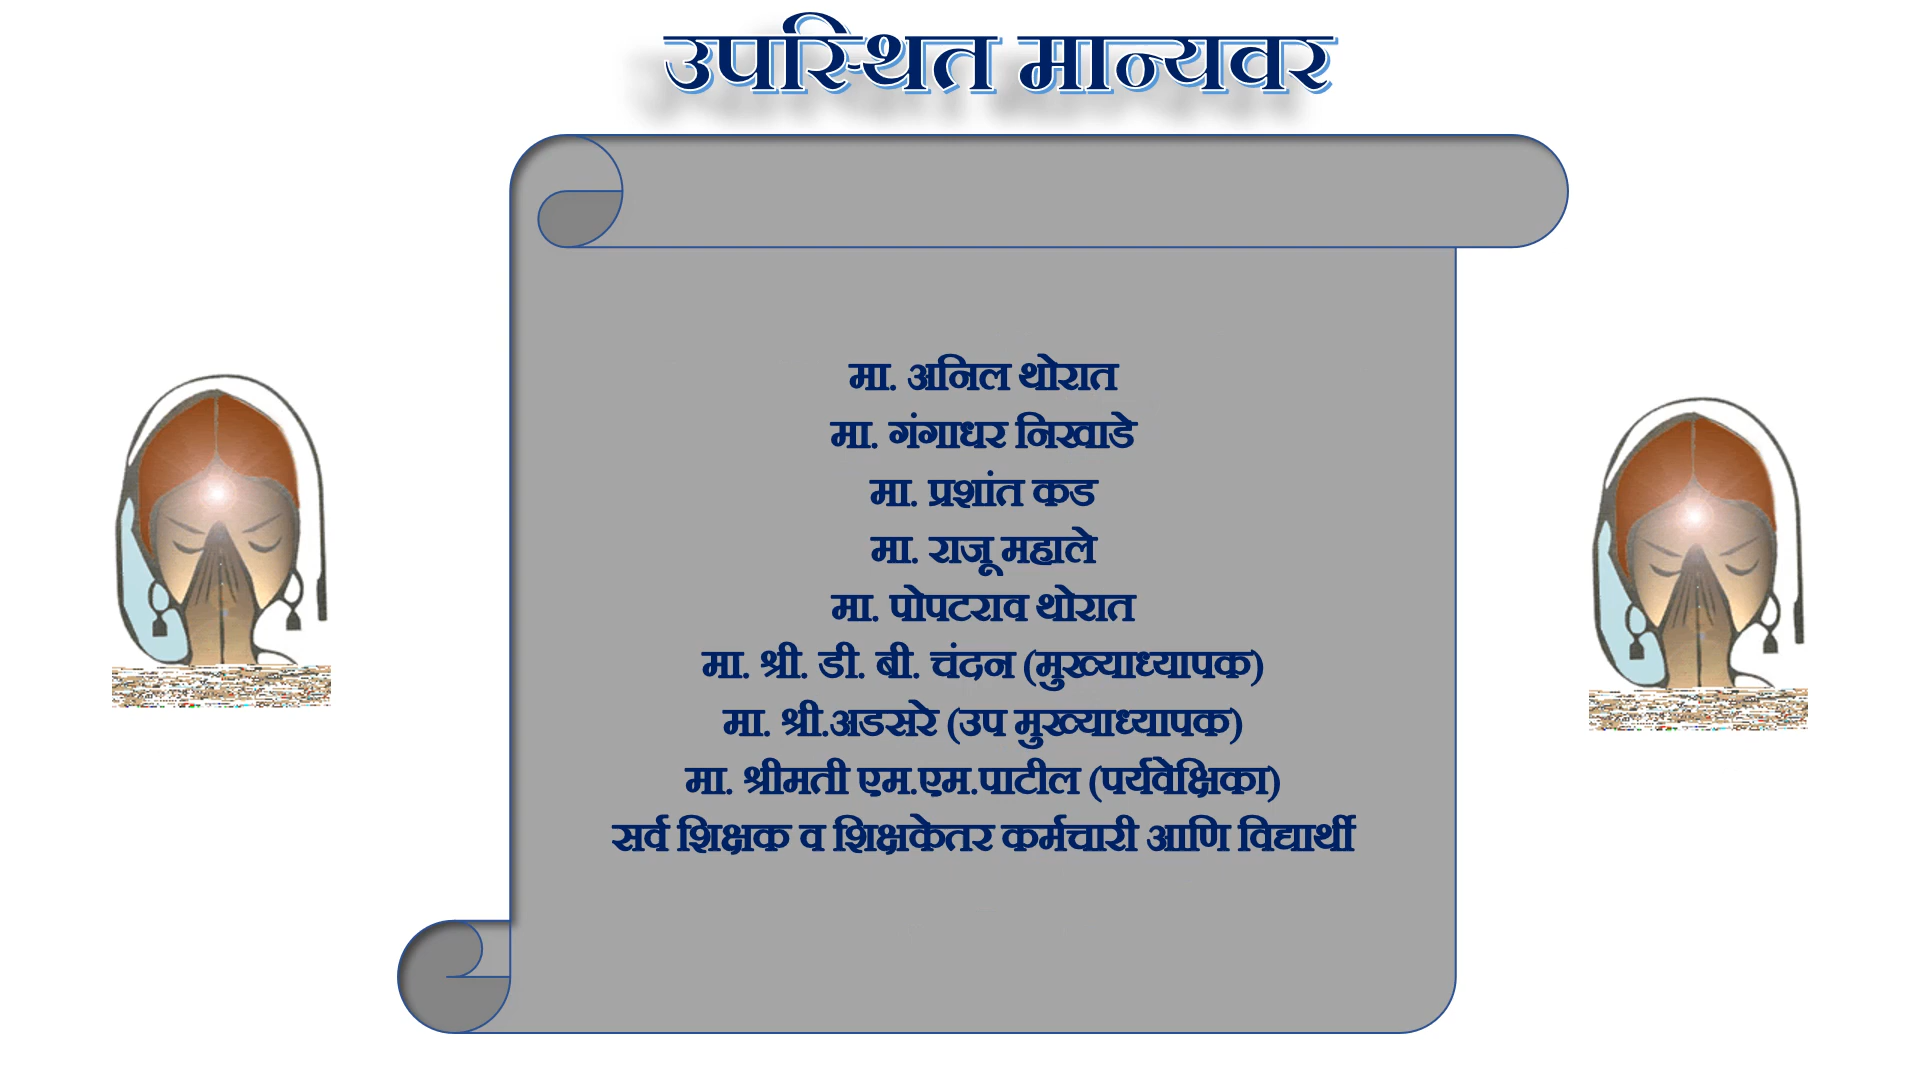 उपस्थित मान्यवर
मा. अनिल थोरात
मा. गंगाधर निखाडे
मा. प्रशांत कड
मा. राजू महाले
मा. पोपटराव थोरात
मा. श्री. डी. बी. चंदन (मुख्याध्यापक)
मा. श्री.अडसरे (उप मुख्याध्यापक)
मा. श्रीमती एम.एम.पाटील (पर्यवेक्षिका)
सर्व शिक्षक व शिक्षकेतर कर्मचारी आणि विद्यार्थी